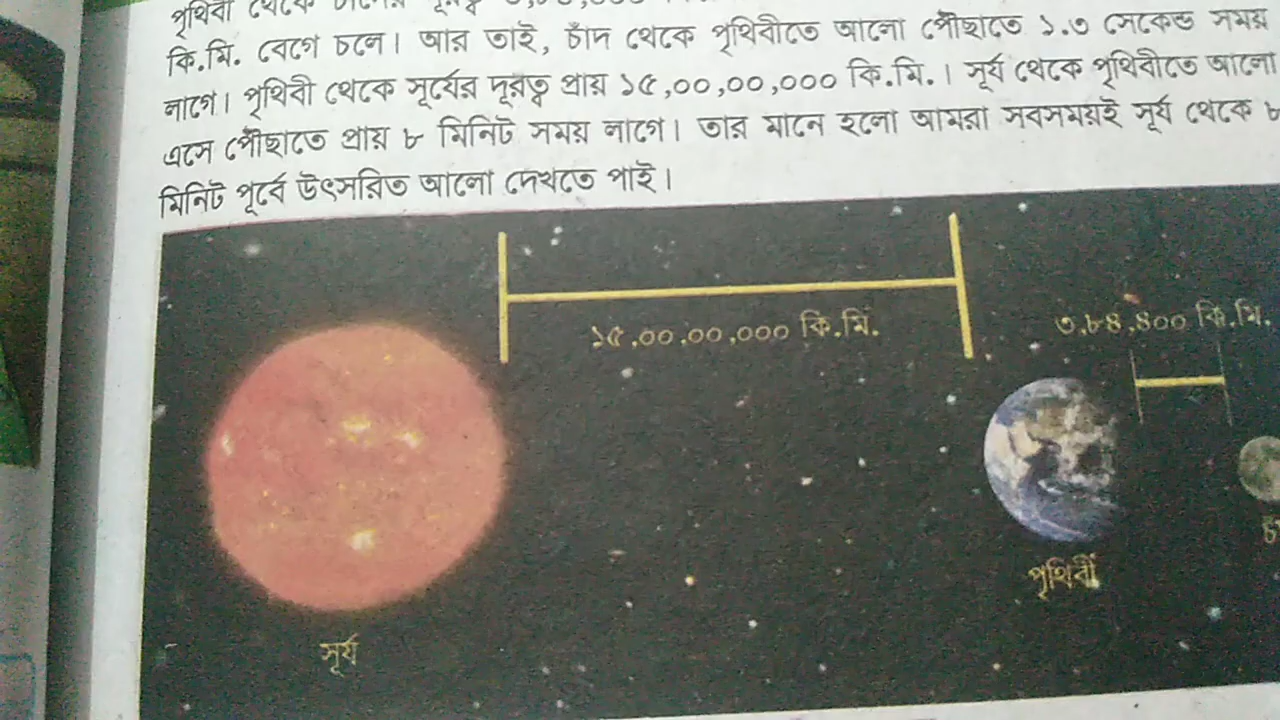 পৃথিবী থেকে চাঁদের দূরত্ব
কি.মি. বেগে চলে। আর তাই, চাঁদ থেকে পৃথিবীতে আলো পৌঁছাতে ১.৩ সেকেন্ড সময়
লাগে। পৃথিবী থেকে সূর্যের দূরত্ব প্রায় ১৫,০০,০০,০০০ কি.মি.। সূর্য থেকে পৃথিবীতে আলো
এসে পৌঁছাতে প্রায় ৮ মিনিট সময় লাগে। তার মানে হলো আমরা সবসময়ই সূর্য থেকে ৮
মিনিট পূর্বে উৎসরিত আলো দেখতে পাই।
১৫,০০,০০,০০০ কি.মি.
৩,৮৪,৪০০ কি.মি.
পৃথিবী
সূর্য